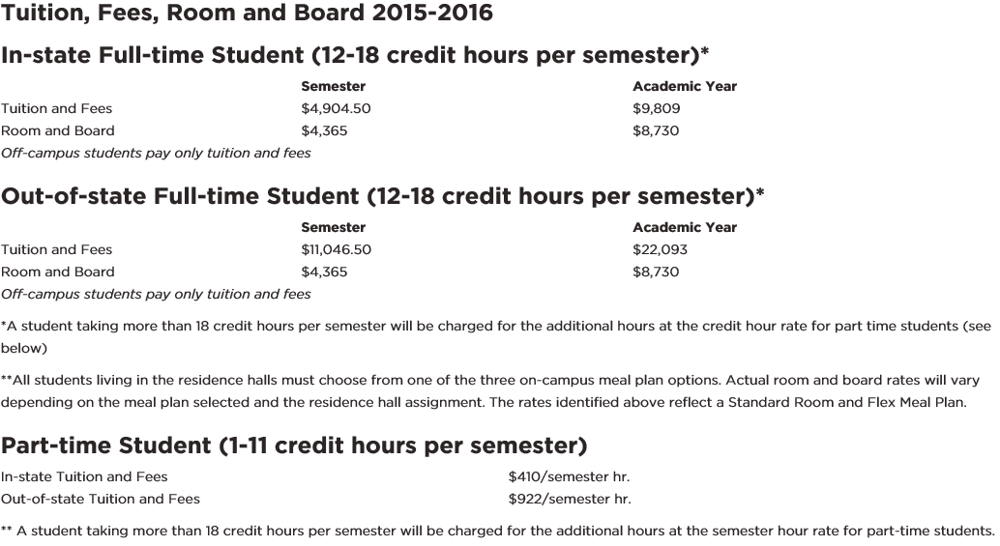 Tuition, Fees, Room and Board 2015-2016
In-state Full-time Student (12-18 credit hours per semester)*
Semester Academic Year
Tuition and Fees $4,904.50 $9,809
Room and Board $4,365 $8,730
Off-campus students pay only tuition and fees
Out-of-state Full-time Student (12-18 credit hours per semester)*
Semester Academic Year
Tuition and Fees $11,046.50 $22,093
Room and Board $4,365 $8,730
Off-campus students pay only tuition and fees
*A student taking more than 18 credit hours per semester will be charged for the additional hours at the credit hour rate for part time students (see
below)
**All students living in the residence halls must choose from one of the three on-campus meal plan options. Actual room and board rates will vary
depending on the meal plan selected and the residence hall assignment. The rates identified above reflect a Standard Room and Flex Meal Plan.
Part-time Student (1-11 credit hours per semester)
In-state Tuition and Fees $410/semester hr.
Out-of-state Tuition and Fees $922/semester hr.
** A student taking more than 18 credit hours per semester will be charged for the additional hours at the semester hour rate for part-time students.